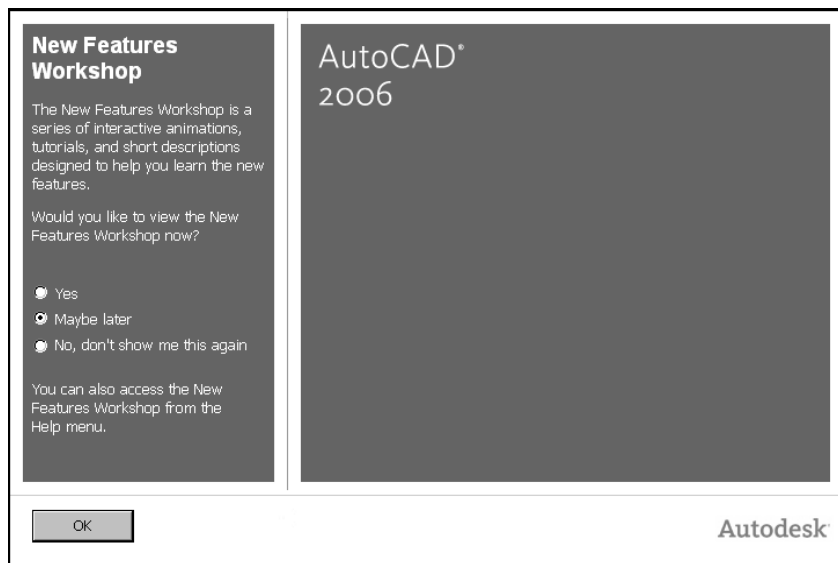 New Features
Workshop
The New Features Workshop is a
series of interactive animations,
tutorials, and short descriptions
designed to help you learn the new
features.
Would you like to view the New
Features Workshop now?
Yes
Maybe later
No, don't show me this again
You can also access the New
Features Workshop from the
Help menu.
AutoCAD®
2006
OK
Autodesk